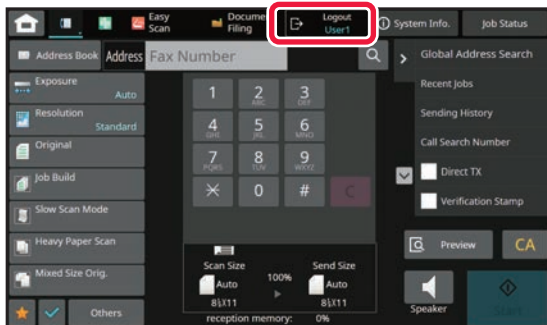 Easy Scan
Docume Filing
Logout
User1
System Info.
Job Status
Address Book
Address
Fax Number
Global Address Search
Exposure
Auto
Recent Jobs
Resolution
Standard
Sending History
Original
Call Search Number
Job Build
Direct TX
Slow Scan Mode
Verification Stamp
Heavy Paper Scan
Mixed Size Orig.
Others
1
2 ABC
3 DEF
4 GHI
5 JKL
6 MNO
7 PQRS
8 TUV
9 WXYZ
0
#
C
Scan Size
Auto
8½X11
100%
Send Size
Auto
8½X11
reception memory: 0%
Preview
CA
Speaker
Start